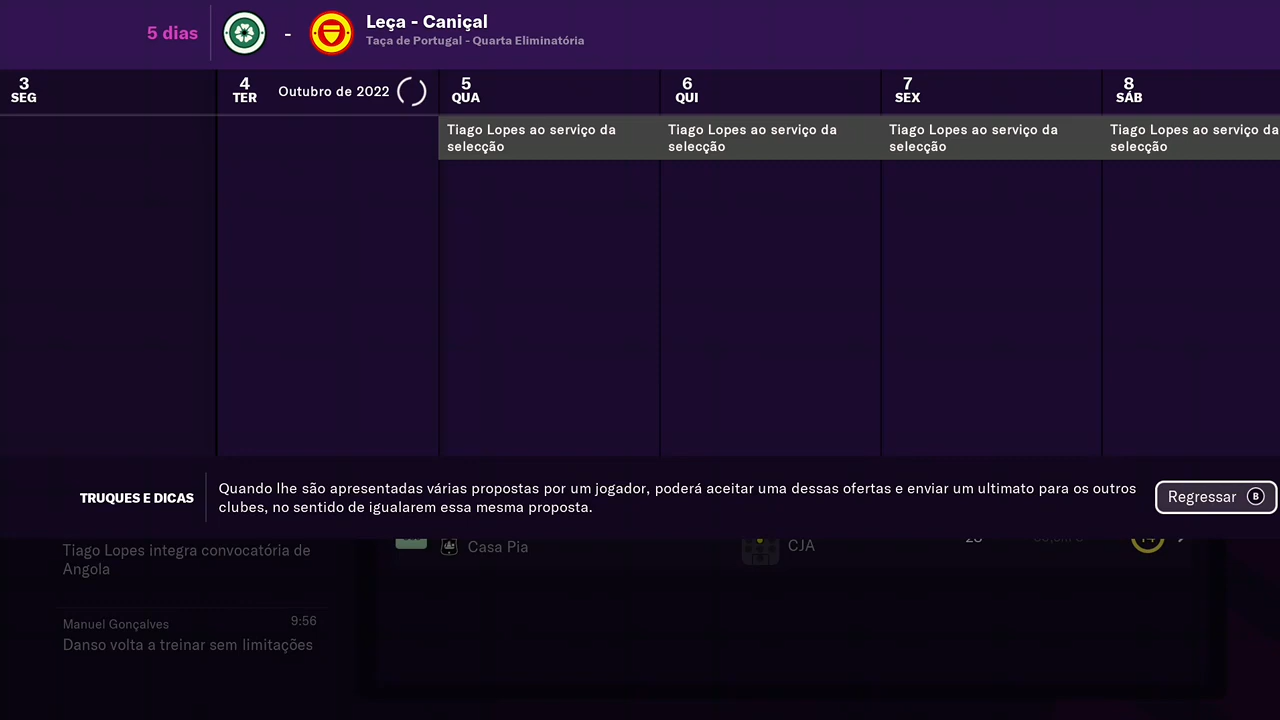 5 dias
-
Leça - Caniçal
Taça de Portugal - Quarta Eliminatória
3
SEG
4
TER
Outubro de 2022
5
QUA
6
QUI
7
SEX
8
SÁB
Tiago Lopes ao serviço da
selecção
Tiago Lopes ao serviço da
selecção
Tiago Lopes ao serviço da
selecção
Tiago Lopes ao serviço da
selecção
TRUQUES E DICAS
Quando lhe são apresentadas várias propostas por um jogador, poderá aceitar uma dessas ofertas e enviar um ultimato para os outros
clubes, no sentido de igualarem essa mesma proposta.
Regressar B
Tiago Lopes integra convocatória de
Angola
Casa Pia
CJA
Manuel Gonçalves
9:56
Danso volta a treinar sem limitações